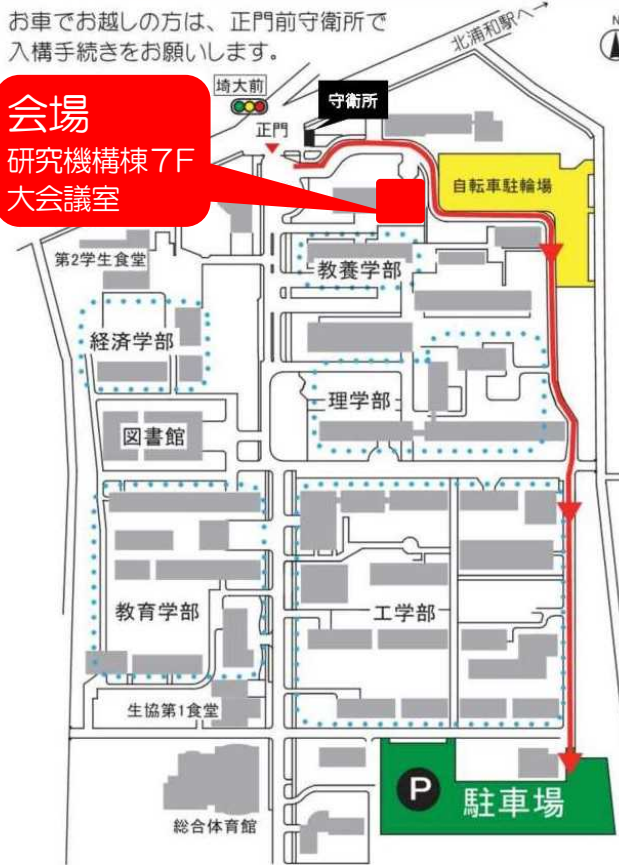 お車でお越しの方は、正門前守衛所で
入構手続きをお願いします。
北浦和駅へ→
N
埼大前
守衛所
正門
会場
研究機構棟7F
大会議室
自転車駐輪場
第2学生食堂
教養学部
経済学部
理学部
図書館
教育学部
工学部
生協第1食堂
総合体育館
P
駐車場